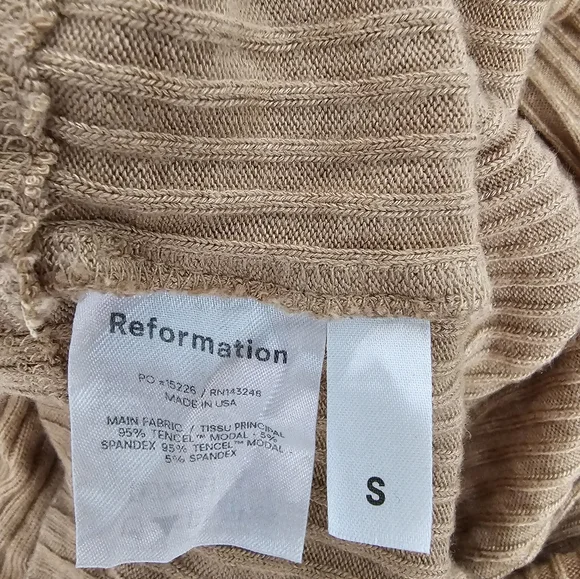 Reformation
PO #15226 / RN143246
MADE IN USA
MAIN FABRIC / TISSU PRINCIPAL
95% TENCEL™ MODAL - 5%
SPANDEX 95% TENCEL™ MODAL -
5% SPANDEX
S